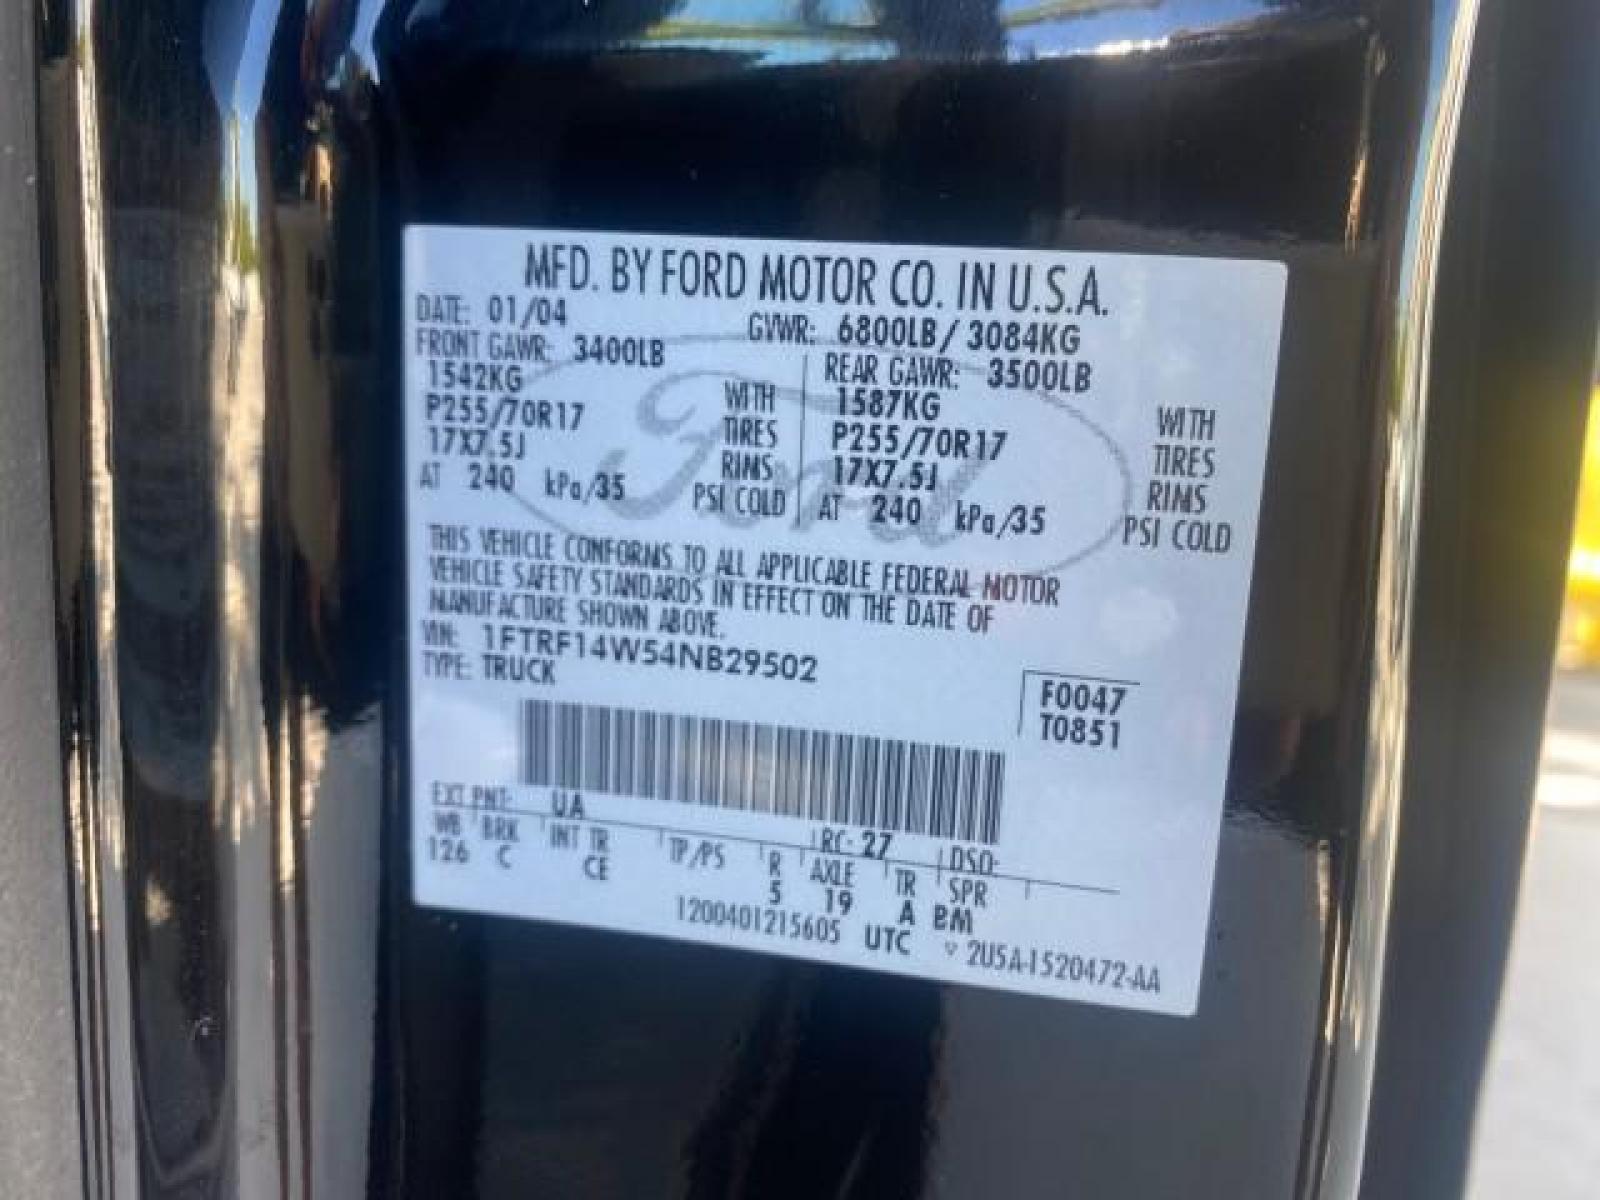 MFD. BY FORD MOTOR CO. IN U.S.A.
DATE: 01/04 GVWR: 6800LB/ 3084KG
FRONT GAWR: 3400LB REAR GAWR: 3500LB
1542KG WITH 1587KG WITH
P255/70R17 TIRES P255/70R17 TIRES
17X7.5J RIMS 17X7.5J RIMS
AT 240 kPa/35 PSI COLD AT 240 kPa/35 PSI COLD
Ford
THIS VEHICLE CONFORMS TO ALL APPLICABLE FEDERAL MOTOR
VEHICLE SAFETY STANDARDS IN EFFECT ON THE DATE OF
MANUFACTURE SHOWN ABOVE.
VIN: 1FTRF14W54NB29502
TYPE: TRUCK
F0047
T0851
EXT PNT: UA RC: 27 DSO:
WB BRK INT TR TP/PS R AXLE TR SPR
126 C CE 5 19 A BM
1200401215605 UTC 2U5A-1520472-AA